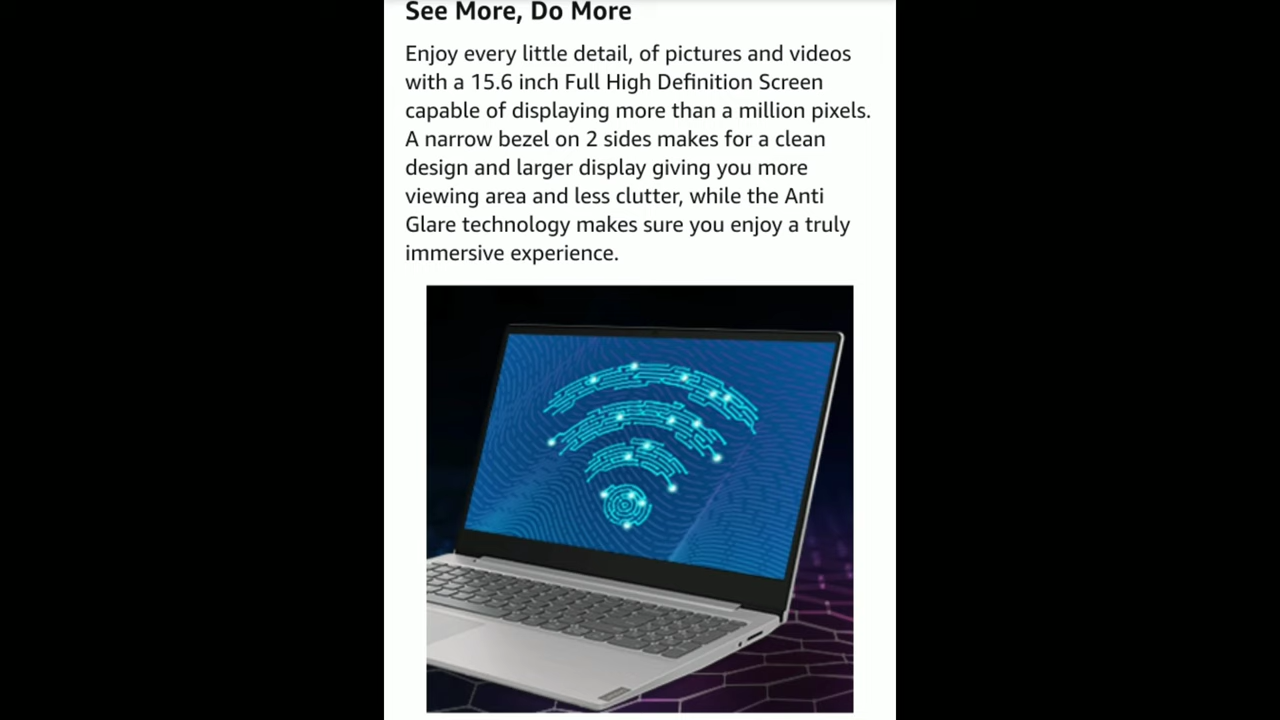 See More, Do More
Enjoy every little detail, of pictures and videos
with a 15.6 inch Full High Definition Screen
capable of displaying more than a million pixels.
A narrow bezel on 2 sides makes for a clean
design and larger display giving you more
viewing area and less clutter, while the Anti
Glare technology makes sure you enjoy a truly
immersive experience.